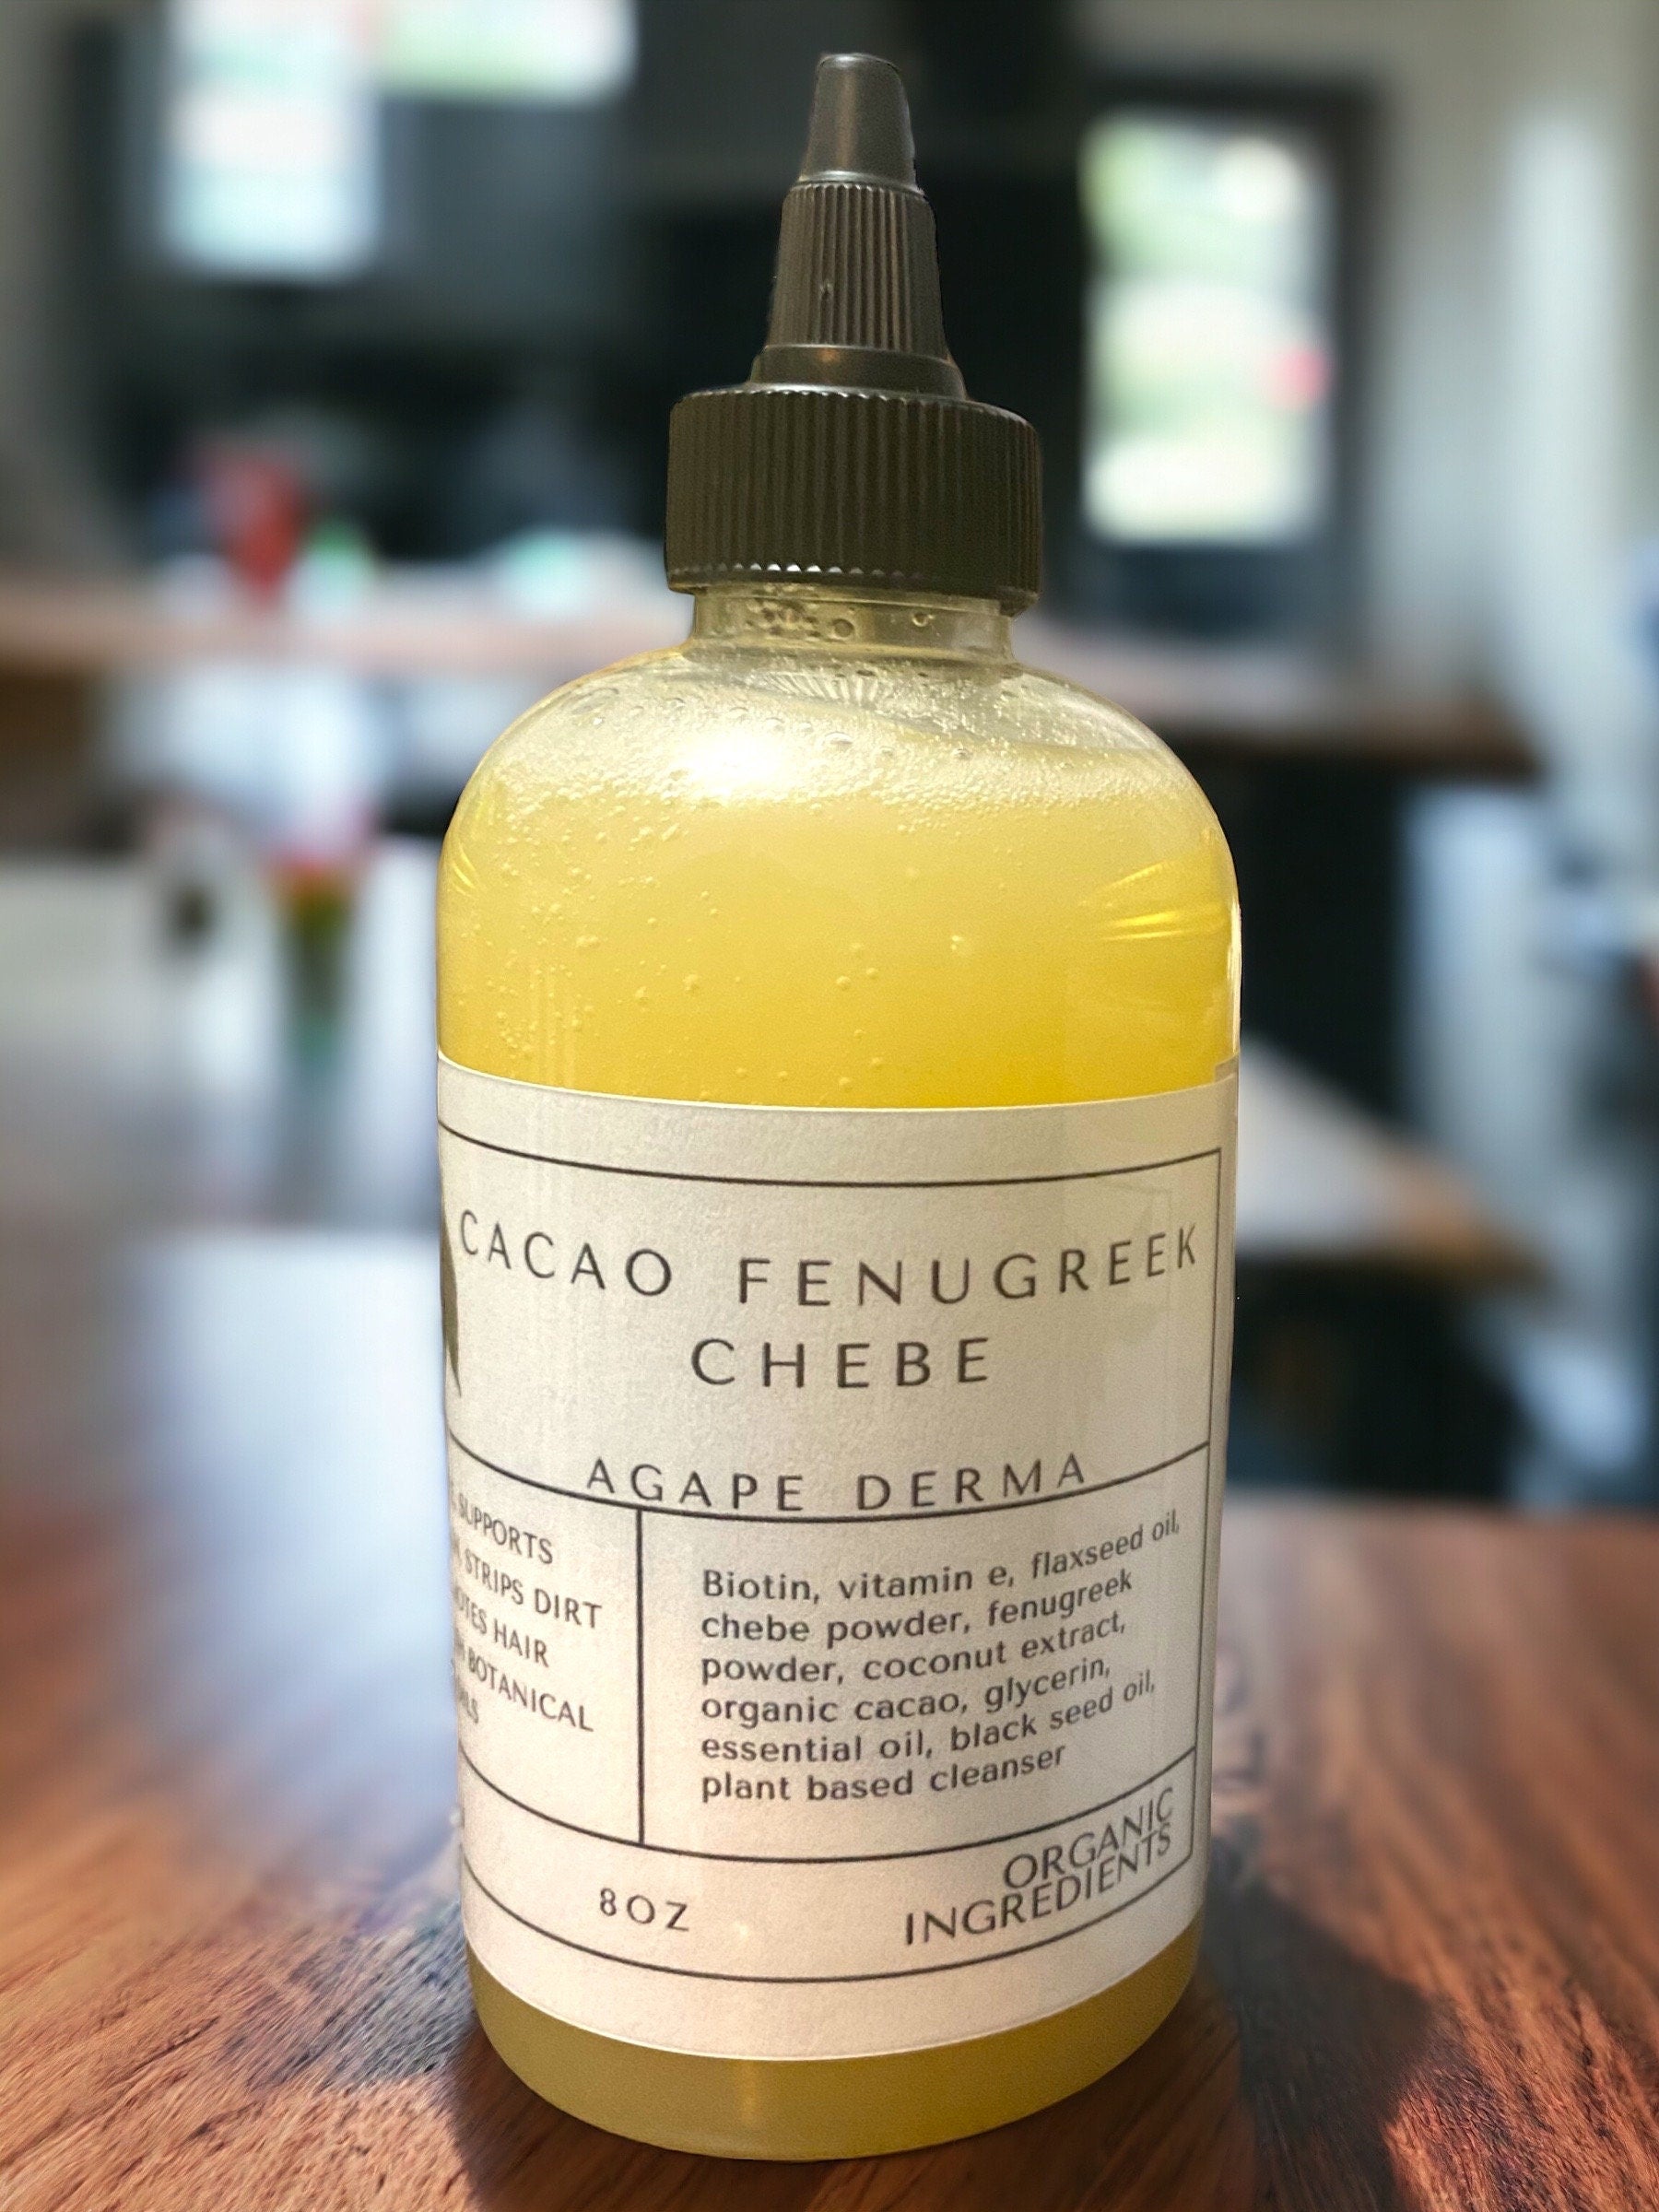 CACAO FENUGREEK
CHEBE
AGAPE DERMA
SUPPORTS
STRIPS DIRT
HAIR
BOTANICAL
Biotin, vitamin e, flaxseed oil,
chebe powder, fenugreek
powder, coconut extract,
organic cacao, glycerin,
essential oil, black seed oil,
plant based cleanser
8OZ
ORGANIC
INGREDIENTS